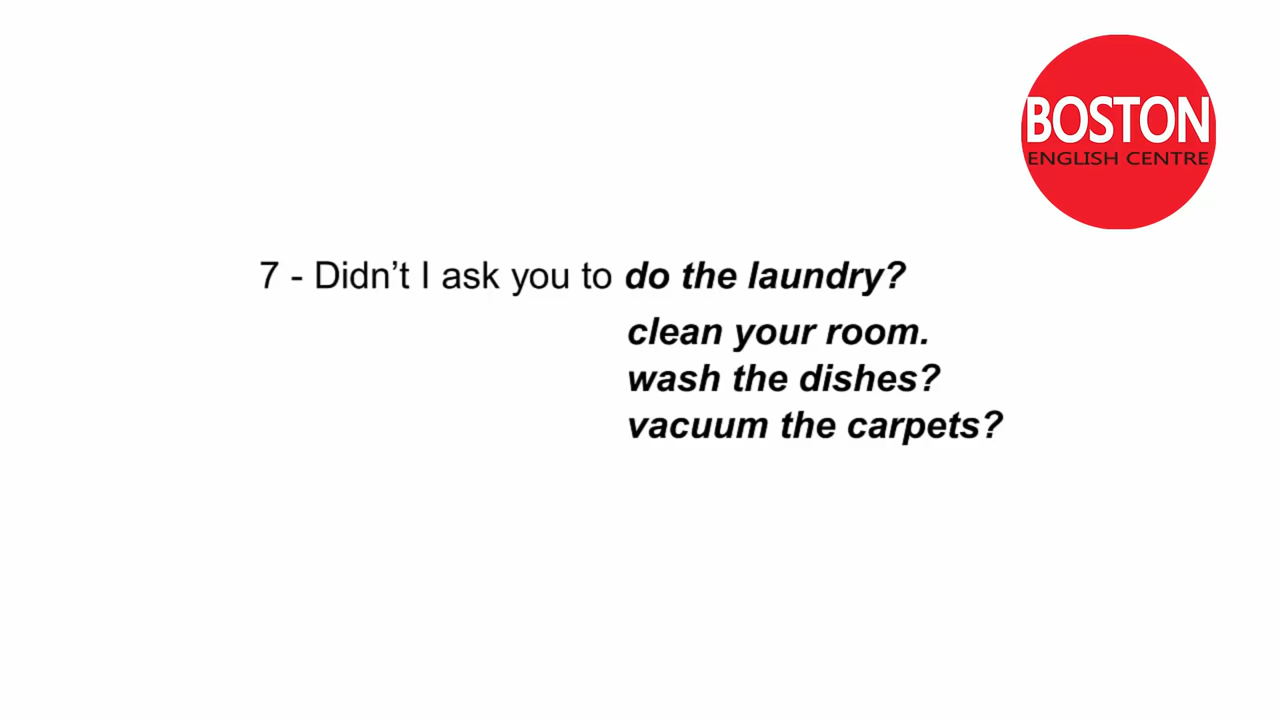 BOSTON
ENGLISH CENTRE
7 - Didn’t I ask you to do the laundry?
clean your room.
wash the dishes?
vacuum the carpets?